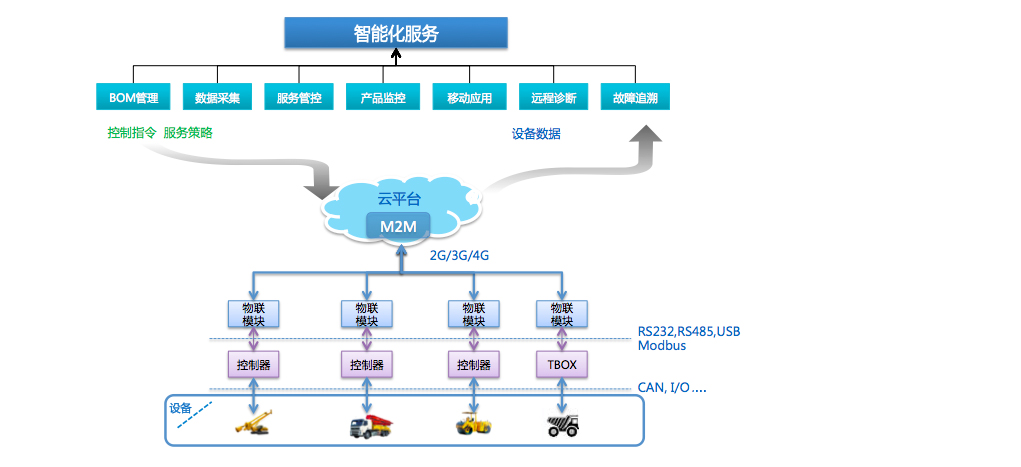 智能化服务
BOM管理
数据采集
服务管控
产品监控
移动应用
远程诊断
故障追溯
控制指令 服务策略
设备数据
云平台
M2M
2G/3G/4G
物联
模块
物联
模块
物联
模块
物联
模块
RS232,RS485,USB
Modbus
控制器
控制器
控制器
TBOX
CAN, I/O ....
设备